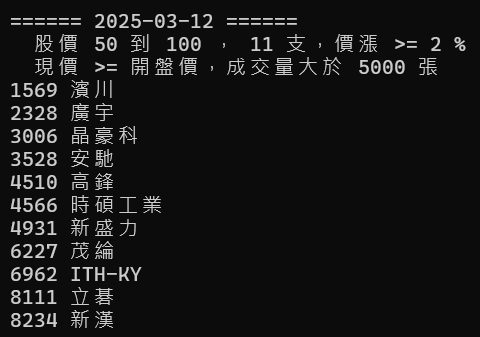 ====== 2025-03-12 ======
股價 50 到 100 , 11 支,價漲 >= 2 %
現價 >= 開盤價,成交量大於 5000 張
1569 濱川
2328 廣宇
3006 晶豪科
3528 安馳
4510 高鋒
4566 時碩工業
4931 新盛力
6227 茂綸
6962 ITH-KY
8111 立碁
8234 新漢